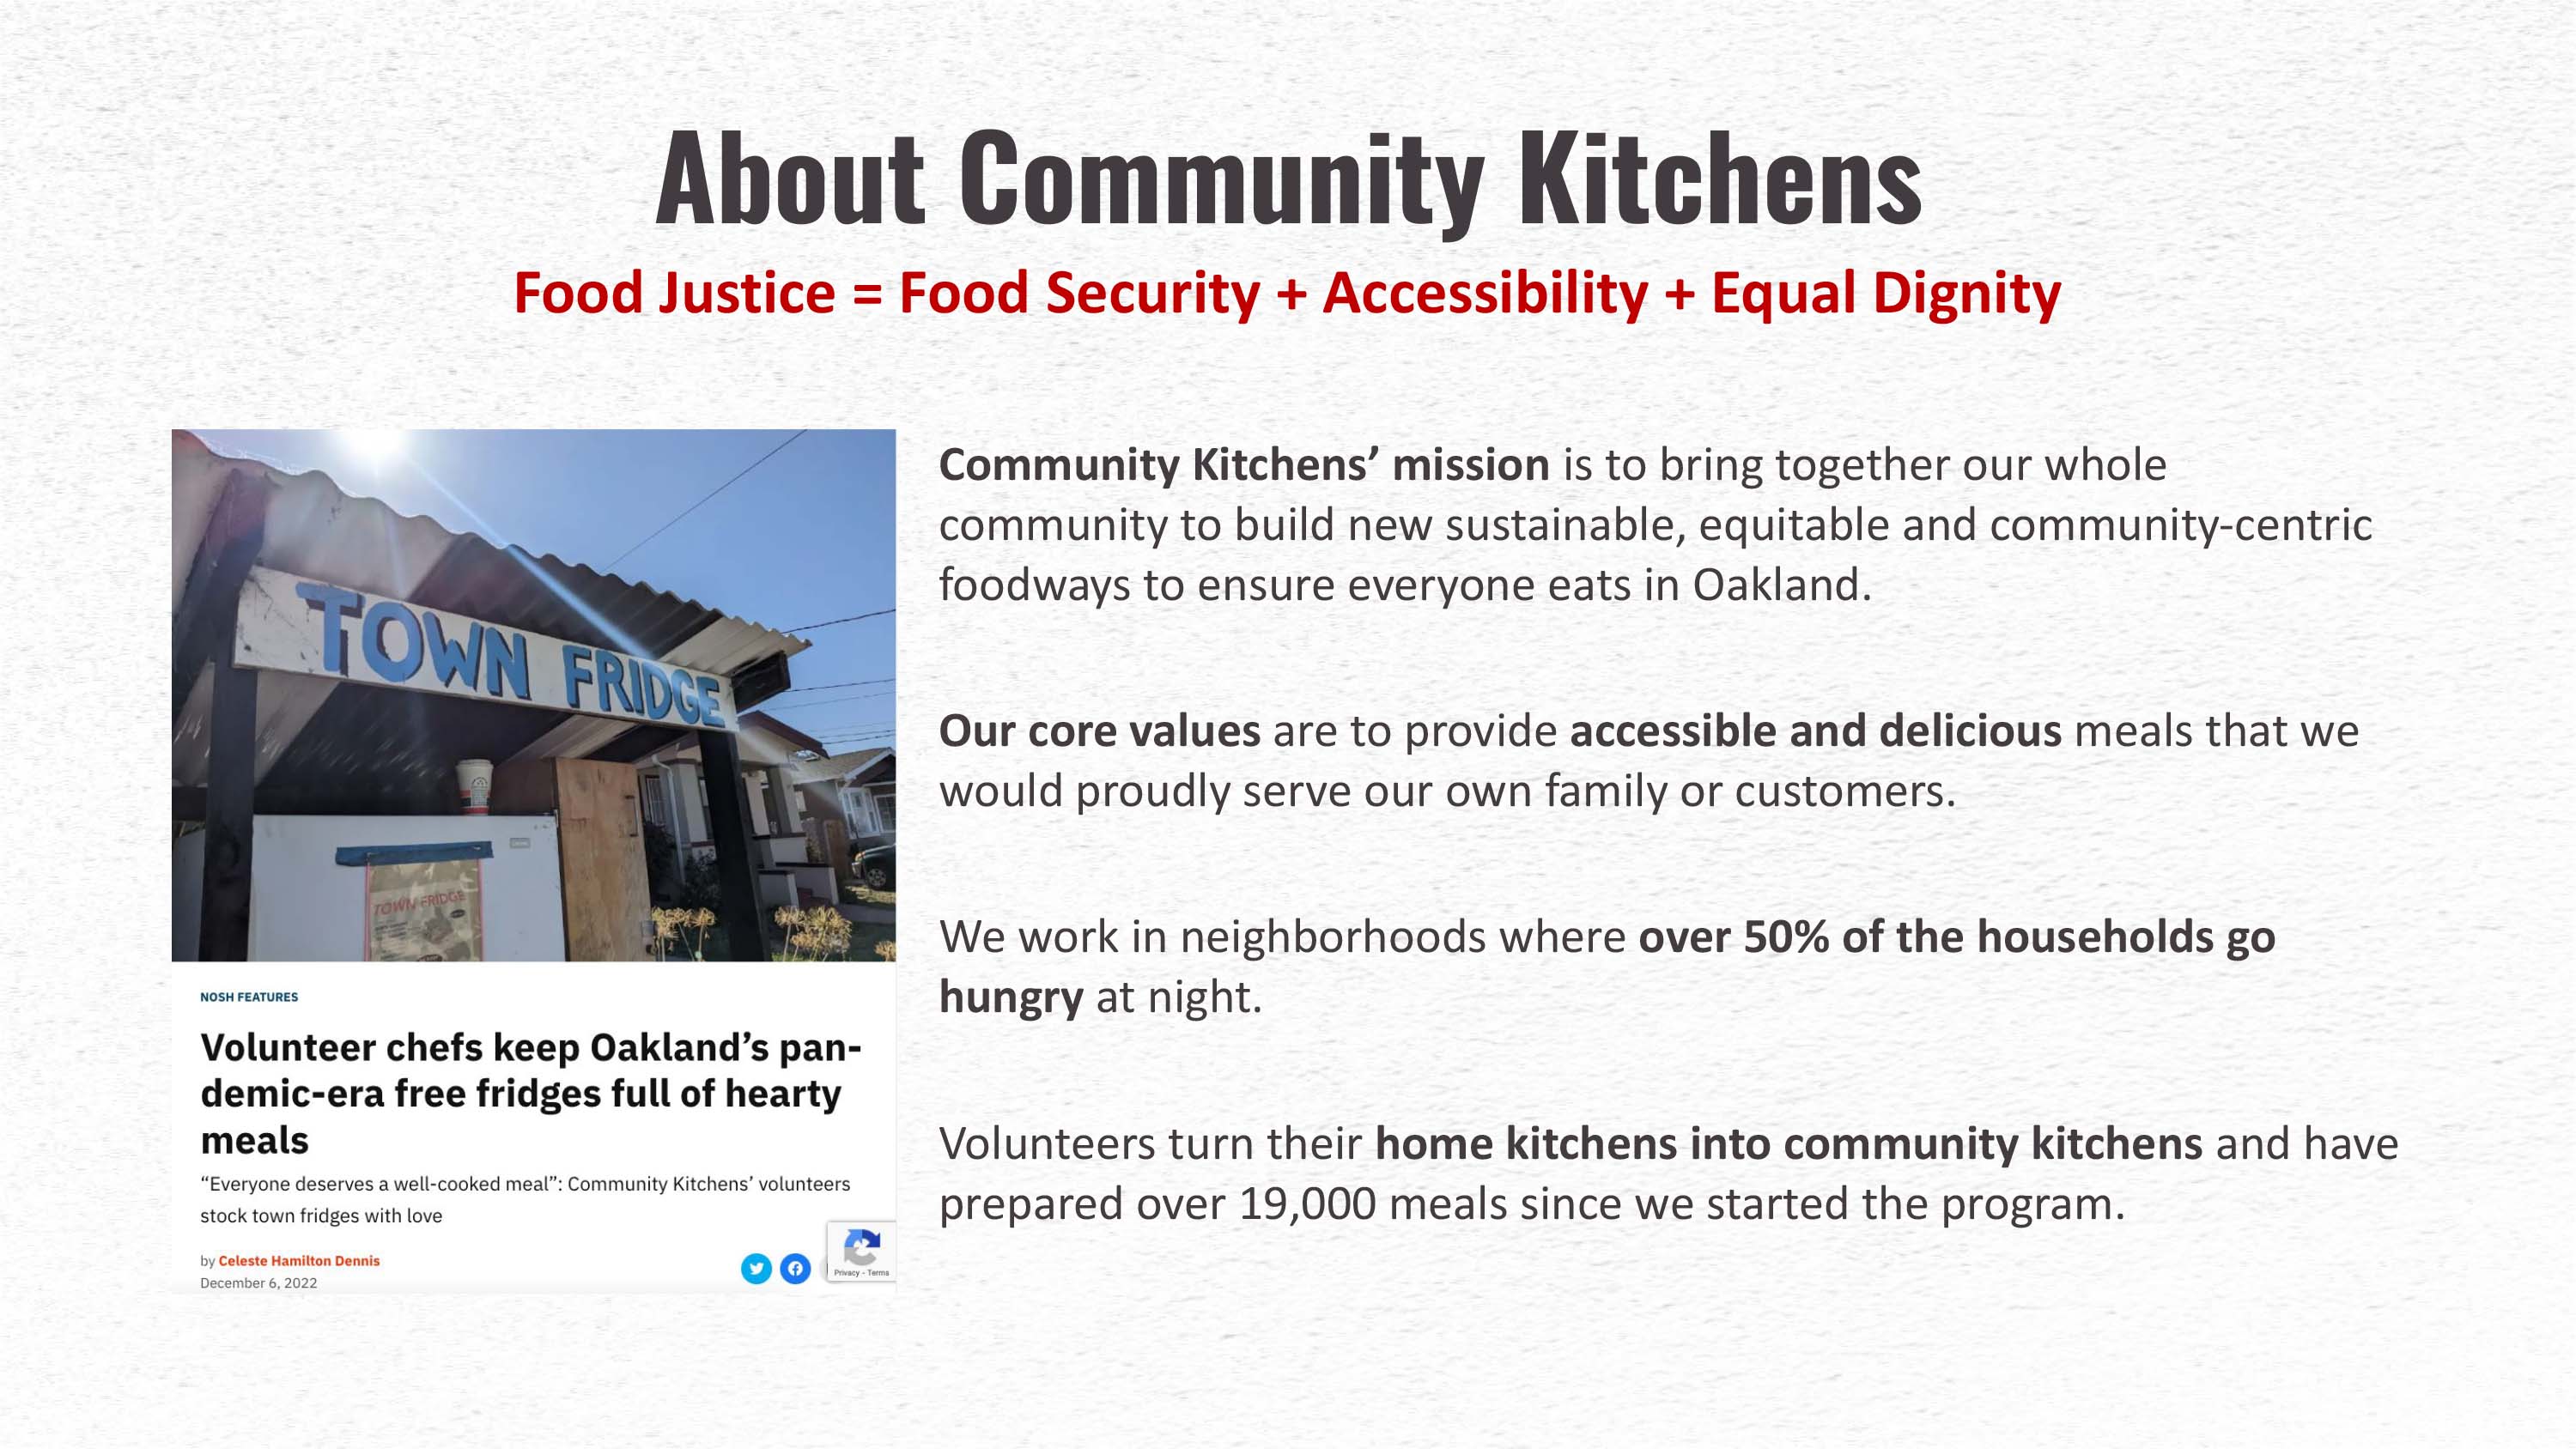 About Community Kitchens
Food Justice = Food Security + Accessibility + Equal Dignity
TOWN FRIDGE
TOWN FRIDGE
NOSH FEATURES
Volunteer chefs keep Oakland’s pan-
demic-era free fridges full of hearty
meals
“Everyone deserves a well-cooked meal”: Community Kitchens’ volunteers
stock town fridges with love
by Celeste Hamilton Dennis
December 6, 2022
Privacy - Terms
Community Kitchens’ mission is to bring together our whole
community to build new sustainable, equitable and community-centric
foodways to ensure everyone eats in Oakland.
Our core values are to provide accessible and delicious meals that we
would proudly serve our own family or customers.
We work in neighborhoods where over 50% of the households go
hungry at night.
Volunteers turn their home kitchens into community kitchens and have
prepared over 19,000 meals since we started the program.